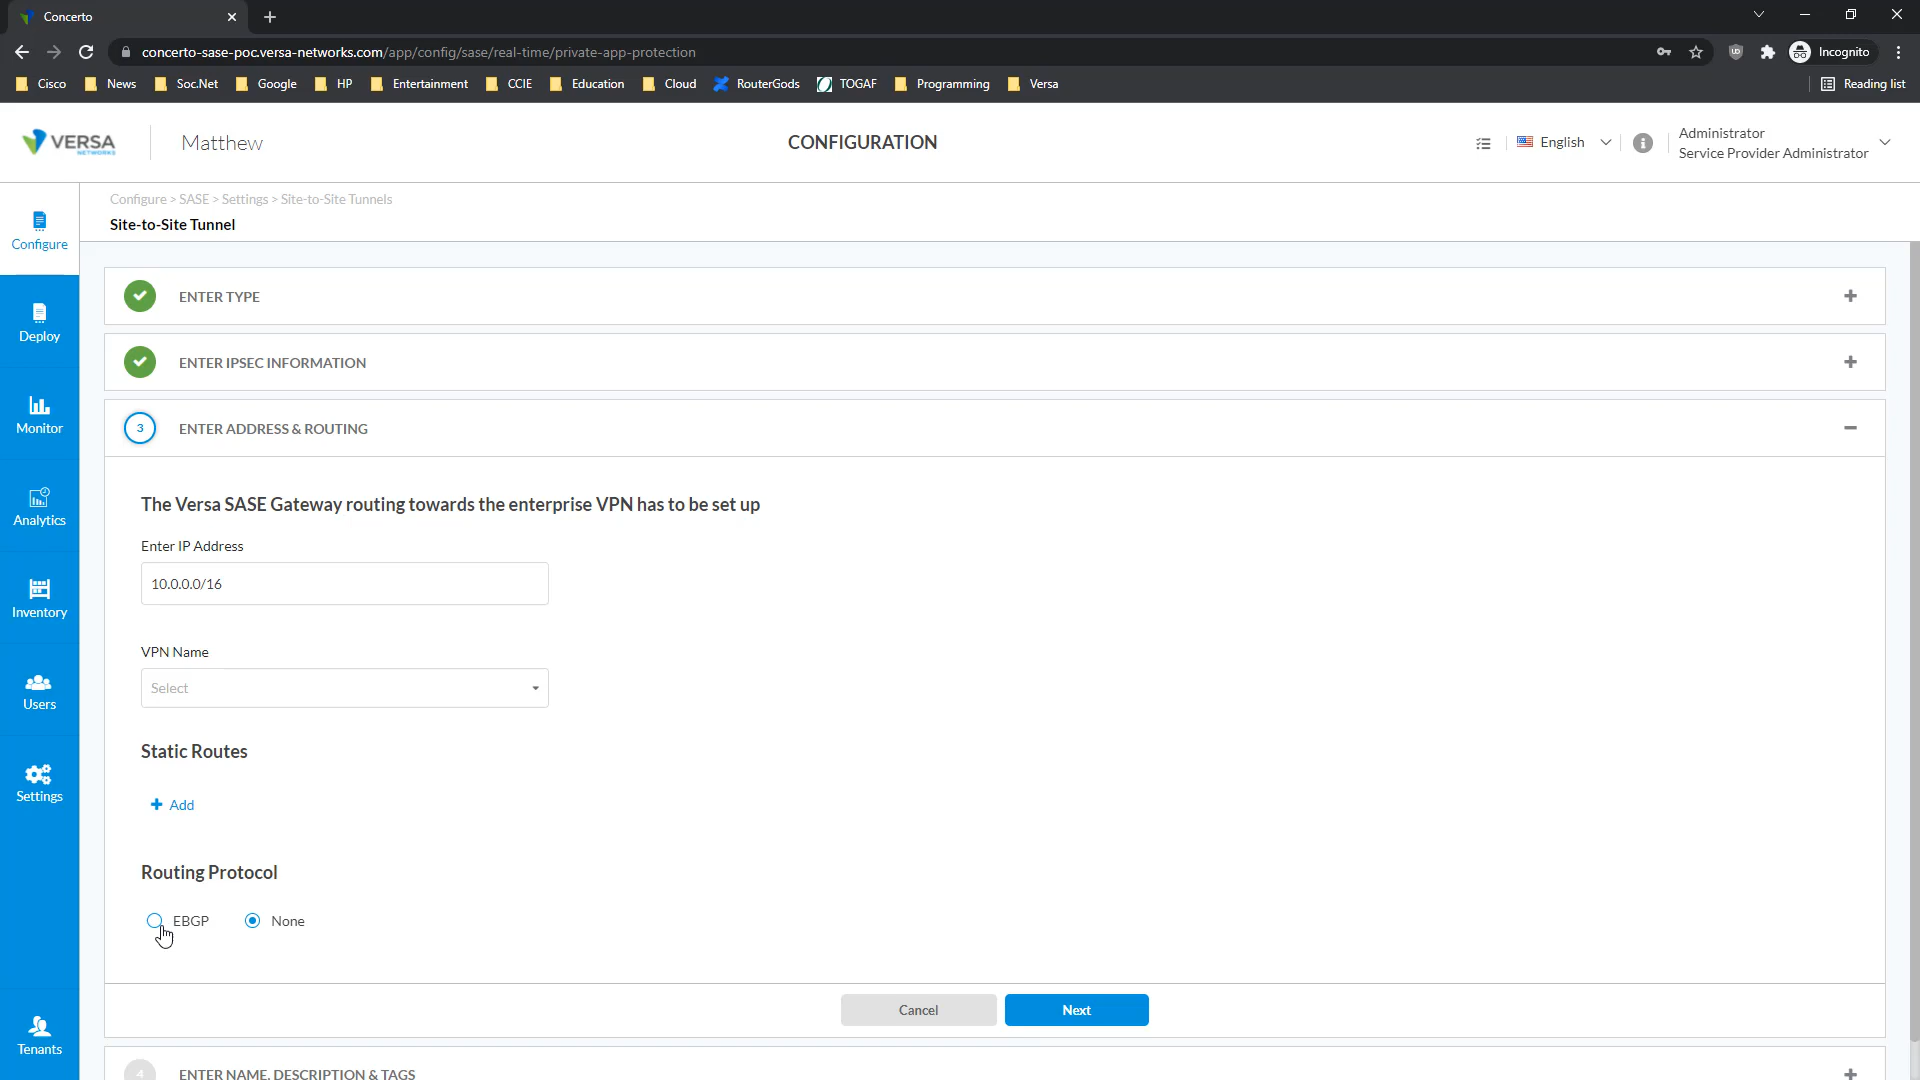 Concerto
concerto-sase-poc.versa-networks.com/app/config/sase/real-time/private-app-protection
Incognito
Cisco
News
Soc.Net
Google
HP
Entertainment
CCIE
Education
Cloud
RouterGods
TOGAF
Programming
Versa
Reading list
VERSA
NETWORKS
Matthew
CONFIGURATION
English
Administrator
Service Provider Administrator
Configure > SASE > Settings > Site-to-Site Tunnels
Site-to-Site Tunnel
Configure
Deploy
Monitor
Analytics
Inventory
Users
Settings
Tenants
ENTER TYPE
ENTER IPSEC INFORMATION
3
ENTER ADDRESS & ROUTING
The Versa SASE Gateway routing towards the enterprise VPN has to be set up
Enter IP Address
10.0.0.0/16
VPN Name
Select
Static Routes
Add
Routing Protocol
EBGP
None
Cancel
Next
4
ENTER NAME, DESCRIPTION & TAGS